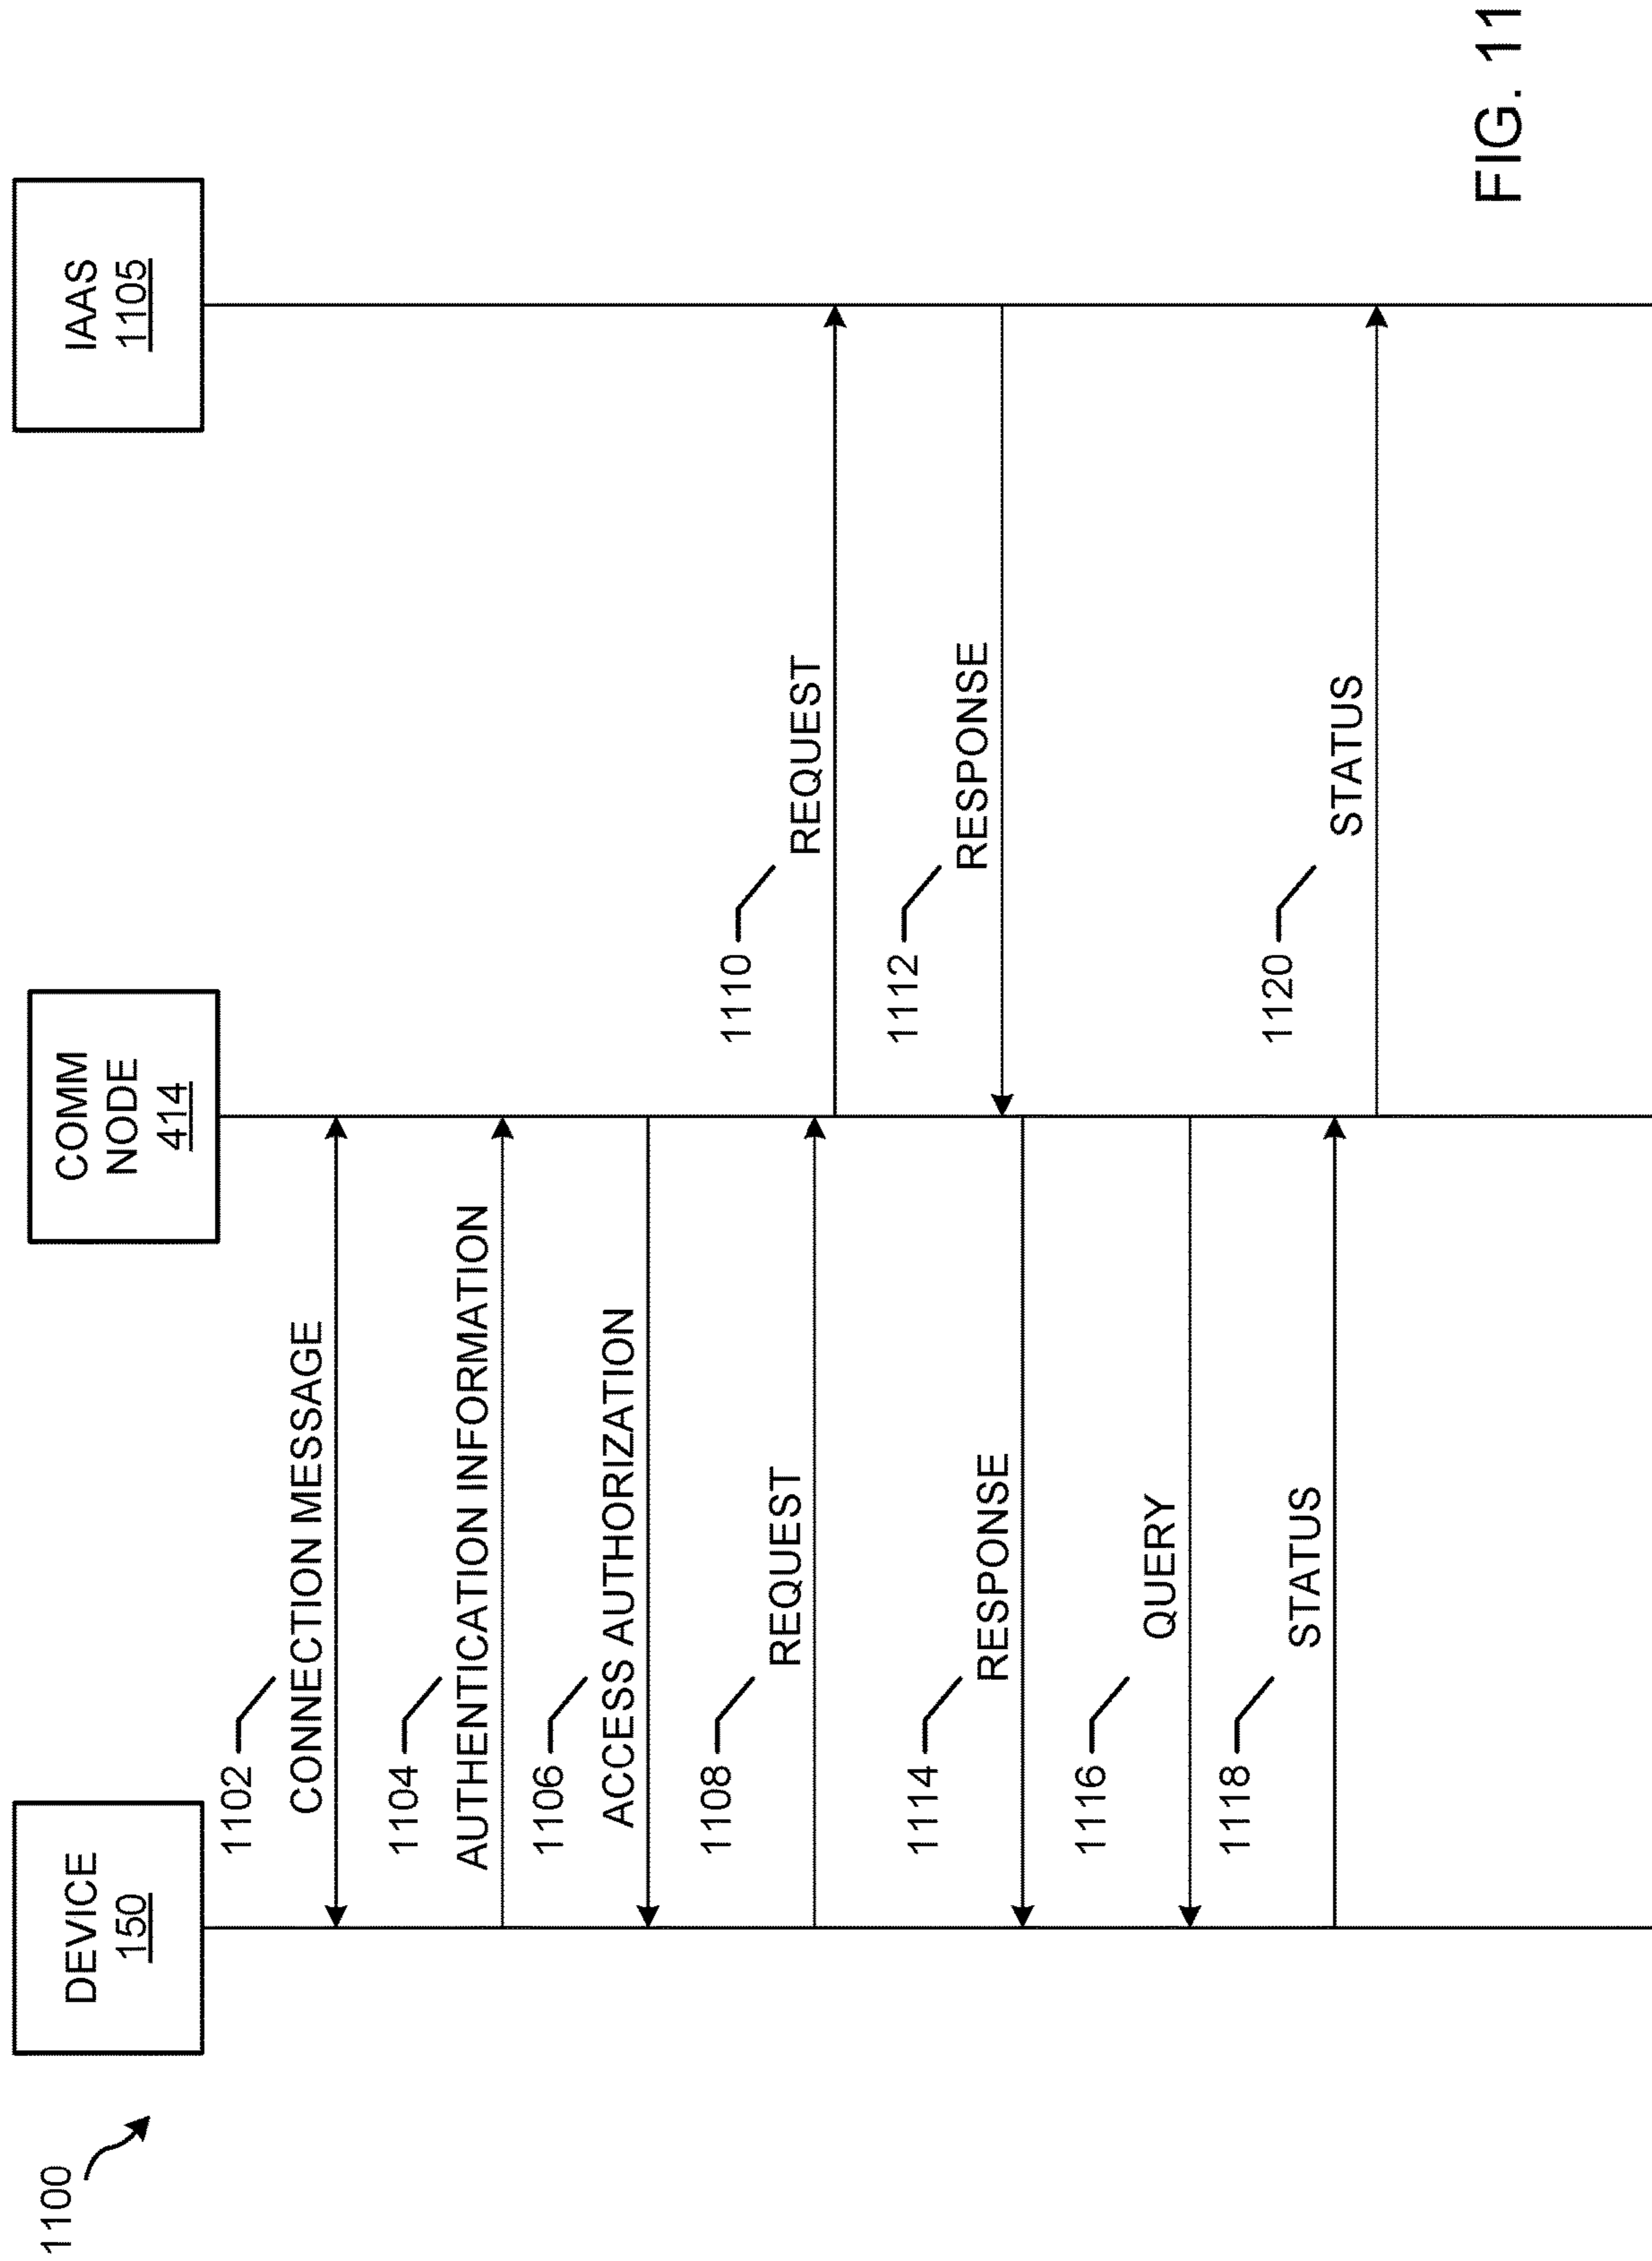 1100
DEVICE
150
COMM
NODE
414
IAAS
1105
1102
CONNECTION MESSAGE
1104
AUTHENTICATION INFORMATION
1106
ACCESS AUTHORIZATION
1108
REQUEST
1110
REQUEST
1112
RESPONSE
1114
RESPONSE
1116
QUERY
1118
STATUS
1120
STATUS
FIG. 11